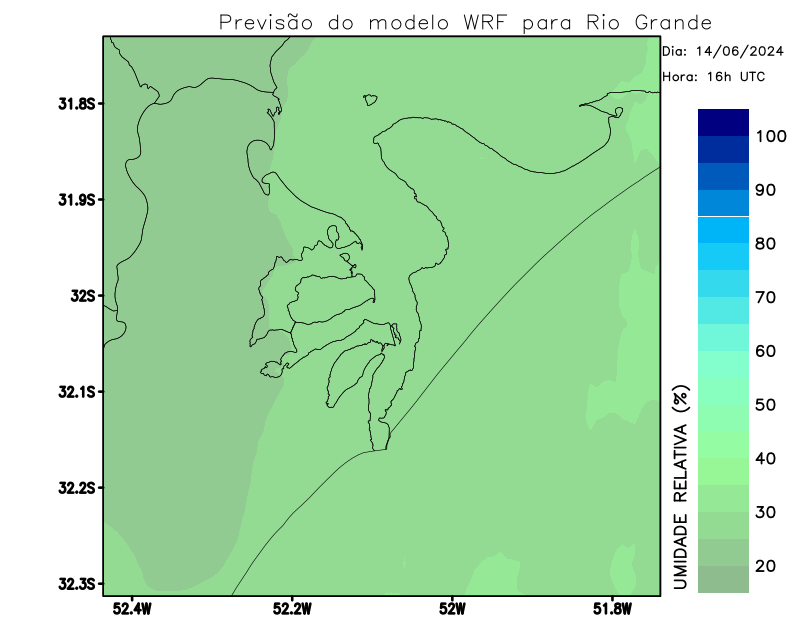 Previsão do modelo WRF para Rio Grande
Dia: 14/06/2024
Hora: 16h UTC
31.8S
31.9S
32S
32.1S
32.2S
32.3S
52.4W
52.2W
52W
51.8W
100
90
80
70
60
50
40
30
20
UMIDADE RELATIVA (%)